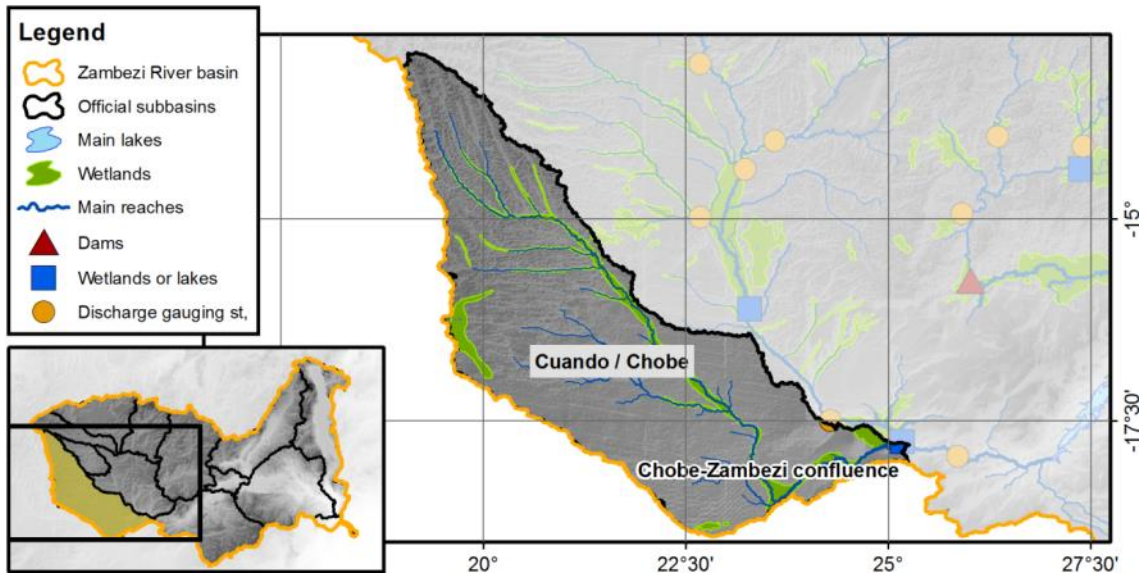 Legend
Zambezi River basin
Official subbasins
Main lakes
Wetlands
Main reaches
Dams
Wetlands or lakes
Discharge gauging st,
Cuando / Chobe
Chobe-Zambezi confluence
-15°
-17°30'
20°
22°30'
25°
27°30'